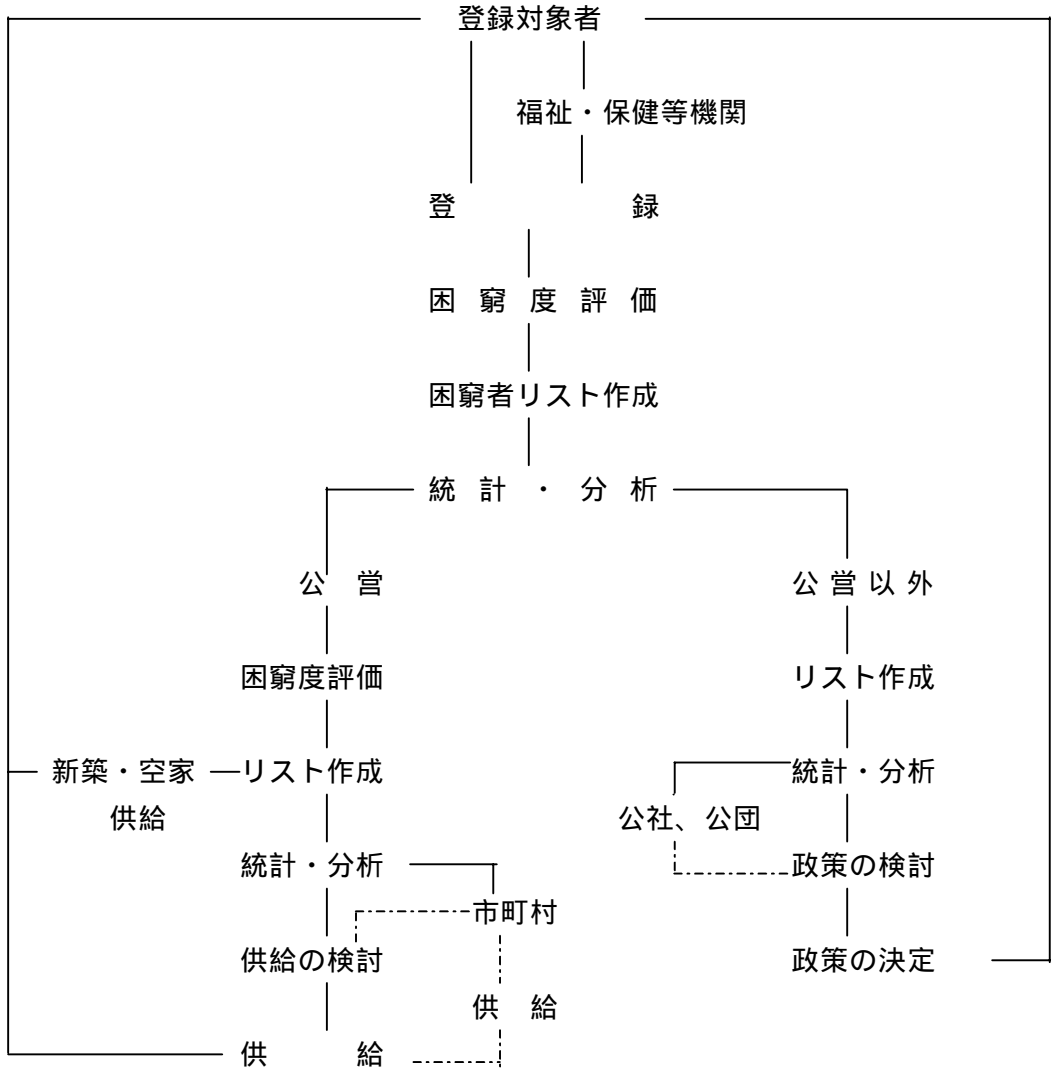 登録対象者
福祉・保健等機関
登 録
困窮度評価
困窮者リスト作成
統計・分析
公営 公営以外
困窮度評価 リスト作成
新築・空家 リスト作成 統計・分析
供給 公社、公団
統計・分析 政策の検討
市町村
供給の検討 政策の決定
供給
供 給